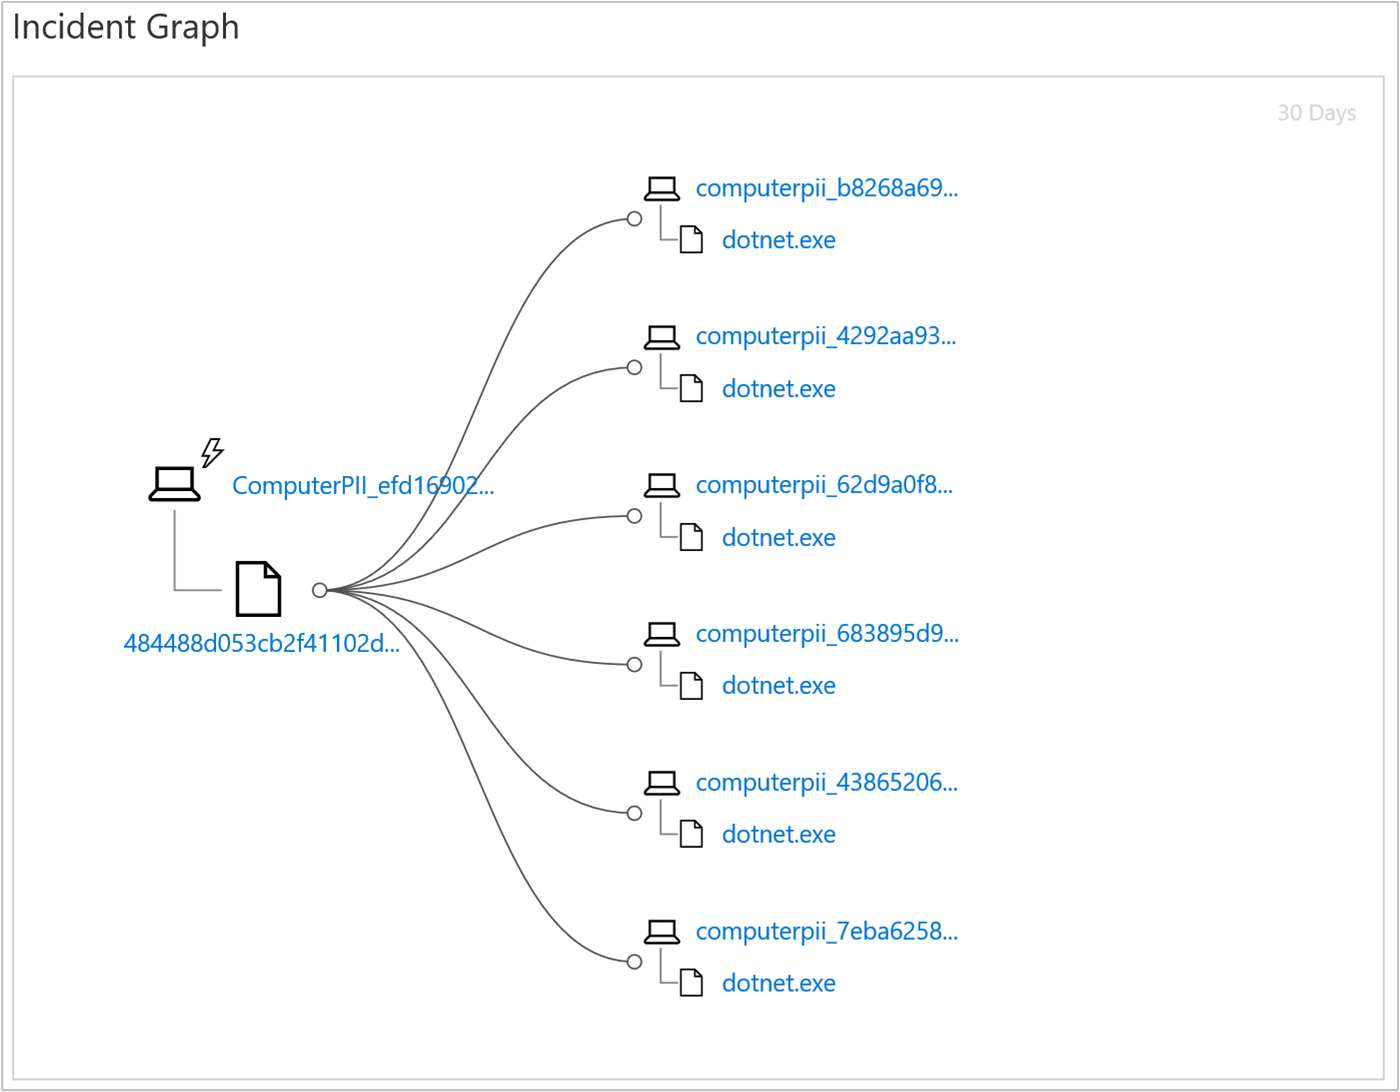 Incident Graph
30 Days
computerpii_b8268a69...
dotnet.exe
computerpii_4292aa93...
dotnet.exe
ComputerPII_efd16902...
computerpii_62d9a0f8...
dotnet.exe
484488d053cb2f41102d...
computerpii_683895d9...
dotnet.exe
computerpii_43865206...
dotnet.exe
computerpii_7eba6258...
dotnet.exe